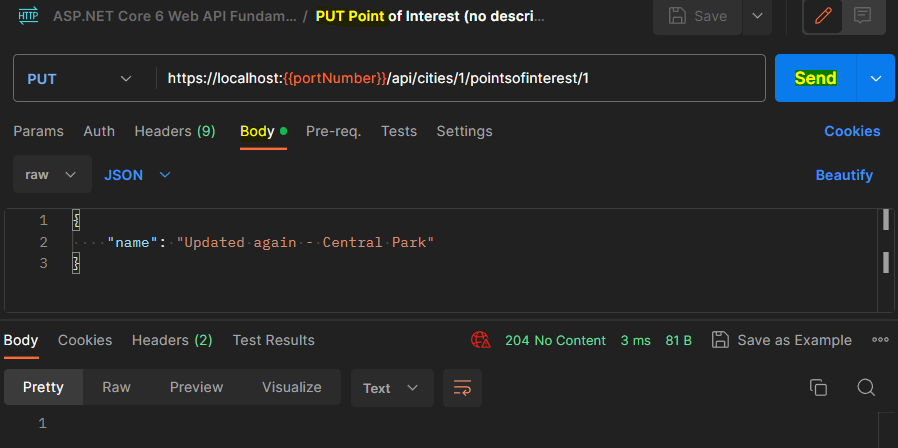 HTTP ASP.NET Core 6 Web API Fundam... / PUT Point of Interest (no descri... Save
PUT https://localhost:{{portNumber}}/api/cities/1/pointsofinterest/1 Send
Params Auth Headers (9) Body Pre-req. Tests Settings Cookies
raw JSON Beautify
1 {
2 "name": "Updated again - Central Park"
3 }
Body Cookies Headers (2) Test Results 204 No Content 3 ms 81 B Save as Example
Pretty Raw Preview Visualize Text
1